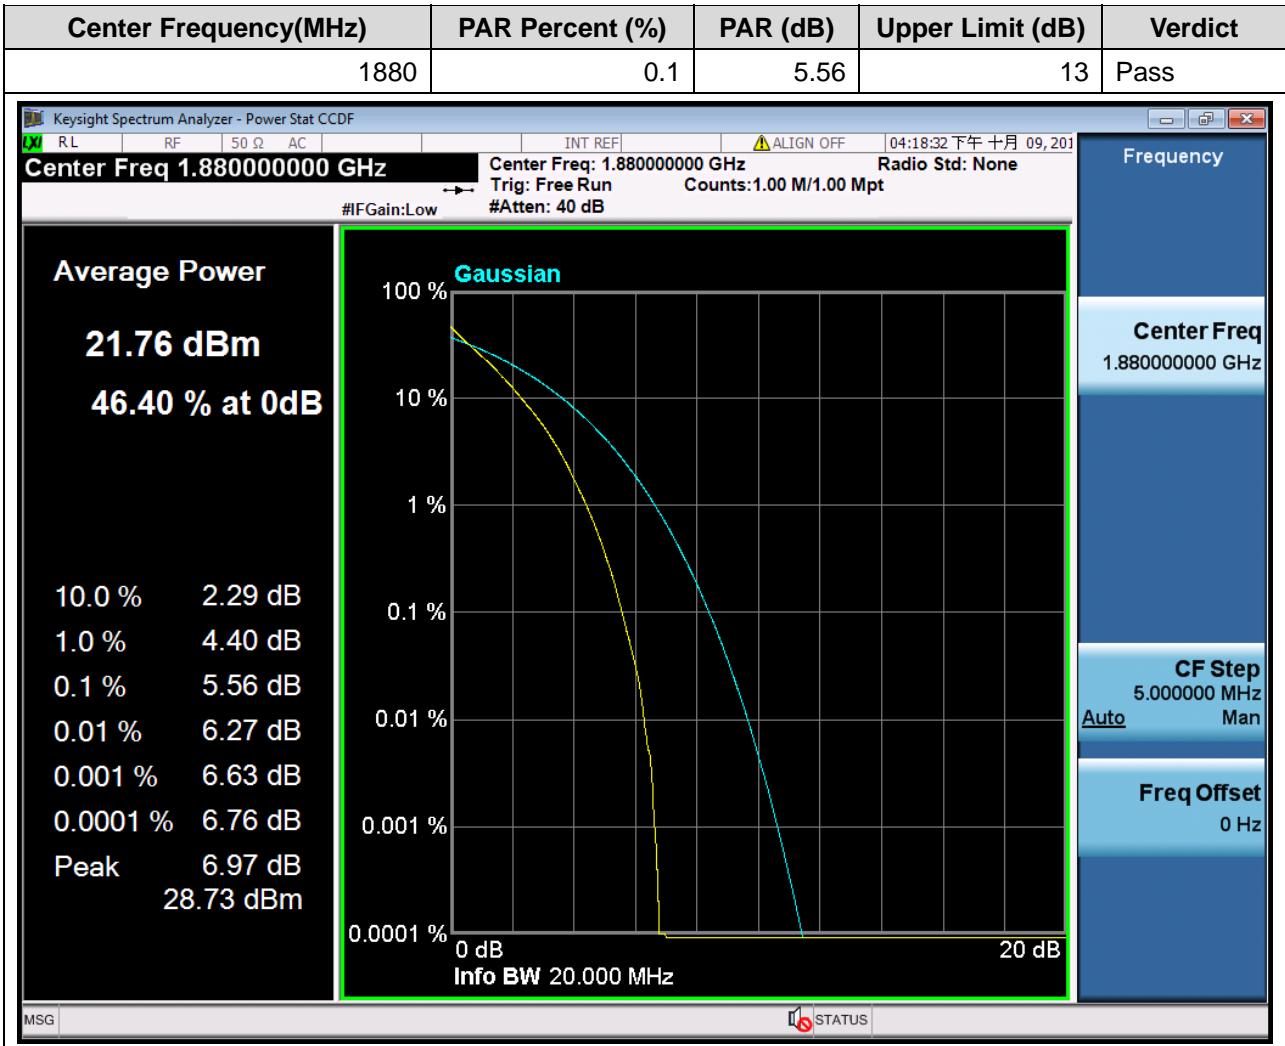 Center Frequency(MHz) PAR Percent (%) PAR (dB) Upper Limit (dB) Verdict
1880 0.1 5.56 13 Pass
Keysight Spectrum Analyzer - Power Stat CCDF
LXI RL RF 50 Ω AC INT REF ALIGN OFF 04:18:32 下午 十月 09, 201
Center Freq 1.880000000 GHz
Center Freq: 1.880000000 GHz Radio Std: None
Trig: Free Run Counts:1.00 M/1.00 Mpt
#IFGain:Low #Atten: 40 dB
Average Power
21.76 dBm
46.40 % at 0dB
10.0 % 2.29 dB
1.0 % 4.40 dB
0.1 % 5.56 dB
0.01 % 6.27 dB
0.001 % 6.63 dB
0.0001 % 6.76 dB
Peak 6.97 dB
28.73 dBm
Gaussian
100 %
10 %
1 %
0.1 %
0.01 %
0.001 %
0.0001 %
0 dB 20 dB
Info BW 20.000 MHz
Frequency
Center Freq
1.880000000 GHz
CF Step
5.000000 MHz
Auto Man
Freq Offset
0 Hz
MSG STATUS